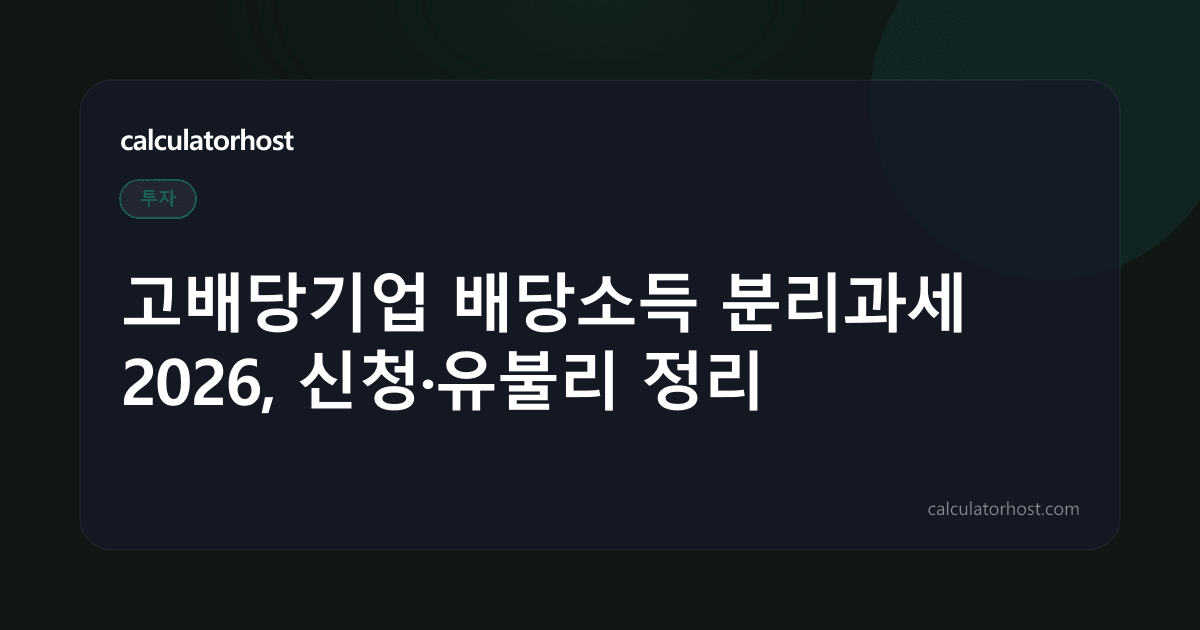 calculatorhost
투자
고배당기업 배당소득 분리과세
2026, 신청·유불리 정리
calculatorhost.com